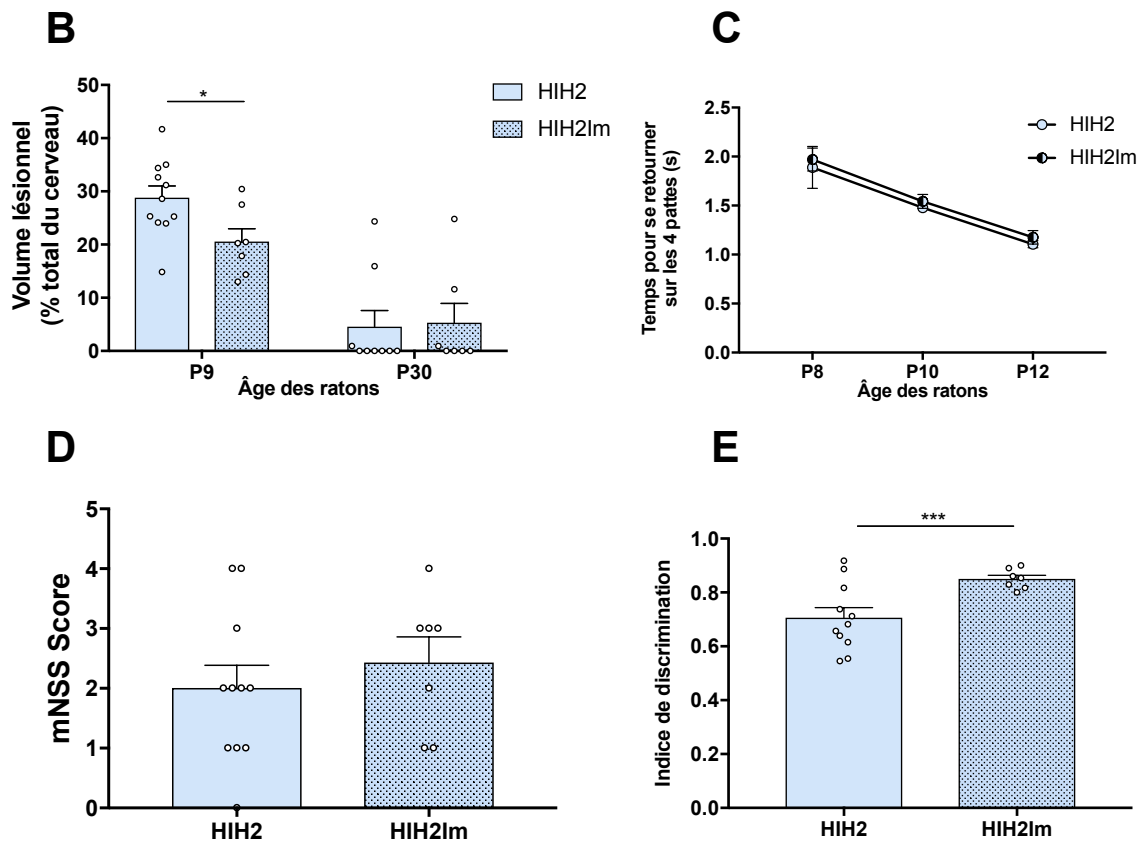 B
Volume lésionnel
(% total du cerveau)
50
40
30
20
10
0
*
HIH2
HIH2Im
P9
P30
Âge des ratons
C
Temps pour se retourner
sur les 4 pattes (s)
2.5
2.0
1.5
1.0
0.5
0.0
HIH2
HIH2Im
P8
P10
P12
Âge des ratons
D
mNSS Score
5
4
3
2
1
0
HIH2
HIH2Im
E
Indice de discrimination
1.0
0.8
0.6
0.4
0.2
0.0
***
HIH2
HIH2Im